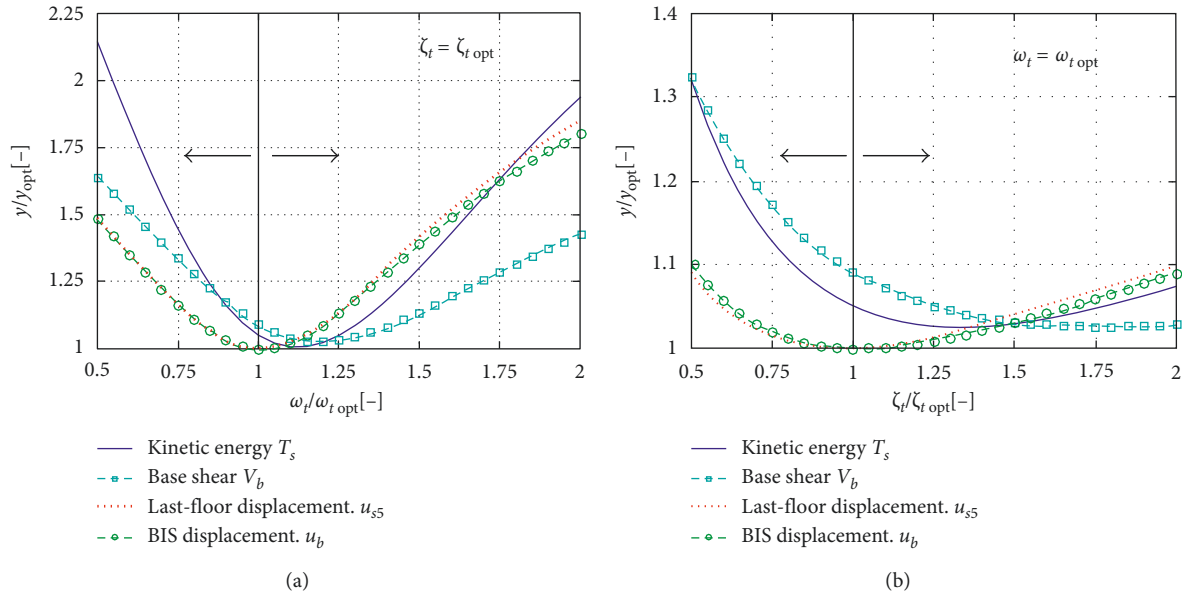 2.25
2
1.75
1.5
1.25
1
y/yopt[–]
ζt = ζt opt
0.5 0.75 1 1.25 1.5 1.75 2
ωt/ωt opt[–]
Kinetic energy Ts
Base shear Vb
Last-floor displacement. us5
BIS displacement. ub
(a)
1.4
1.3
1.2
1.1
1
y/yopt[–]
ωt = ωt opt
0.5 0.75 1 1.25 1.5 1.75 2
ζt/ζt opt[–]
Kinetic energy Ts
Base shear Vb
Last-floor displacement. us5
BIS displacement. ub
(b)